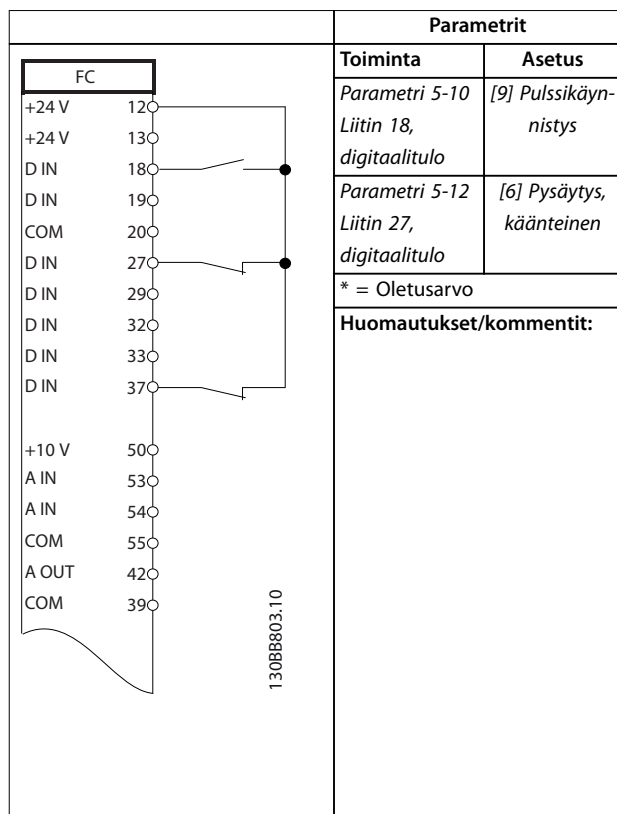 FC
+24 V 12
+24 V 13
D IN 18
D IN 19
COM 20
D IN 27
D IN 29
D IN 32
D IN 33
D IN 37
+10 V 50
A IN 53
A IN 54
COM 55
A OUT 42
COM 39
130BB803.10
Parametrit
Toiminta Asetus
Parametri 5-10 [9] Pulssikäyn-
Liitin 18, nistys
digitaalitulo
Parametri 5-12 [6] Pysäytys,
Liitin 27, käänteinen
digitaalitulo
* = Oletusarvo
Huomautukset/kommentit: